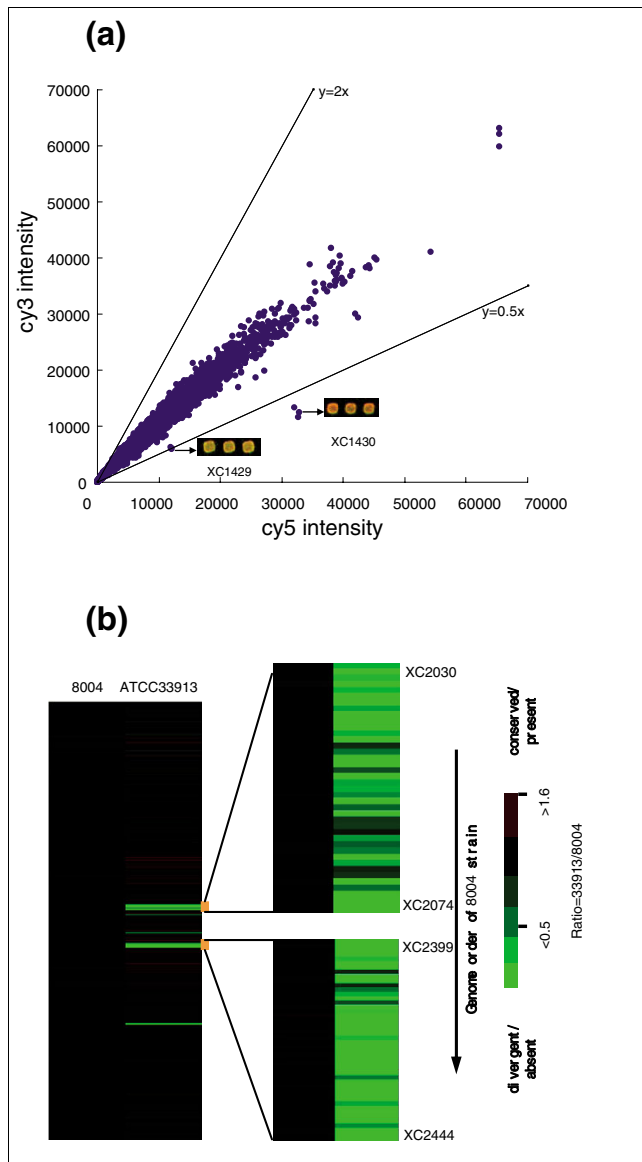 (a)
70000
60000
50000
40000
30000
20000
10000
0
cy3 intensity
y=2x
y=0.5x
XC1430
XC1429
0 10000 20000 30000 40000 50000 60000 70000
cy5 intensity
(b)
8004 ATCC33913
XC2030
XC2074
XC2399
XC2444
Genome order of 8004 strain
conserved/
present
>1.6
<0.5
Ratio=33913/8004
divergent/
absent